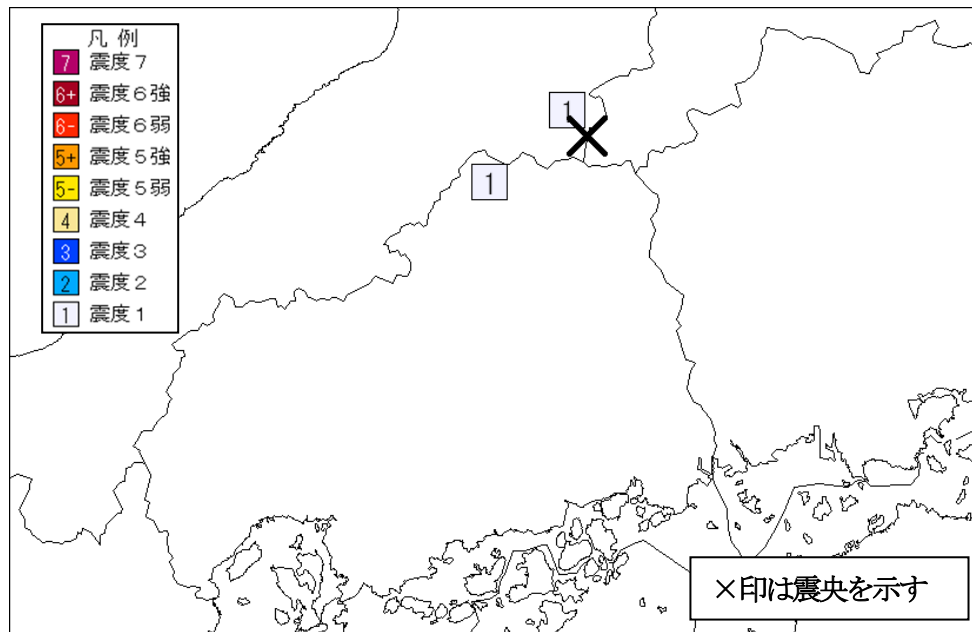 凡 例
7 震度7
6+ 震度6強
6- 震度6弱
5+ 震度5強
5- 震度5弱
4 震度4
3 震度3
2 震度2
1 震度1
1
1
×印は震央を示す